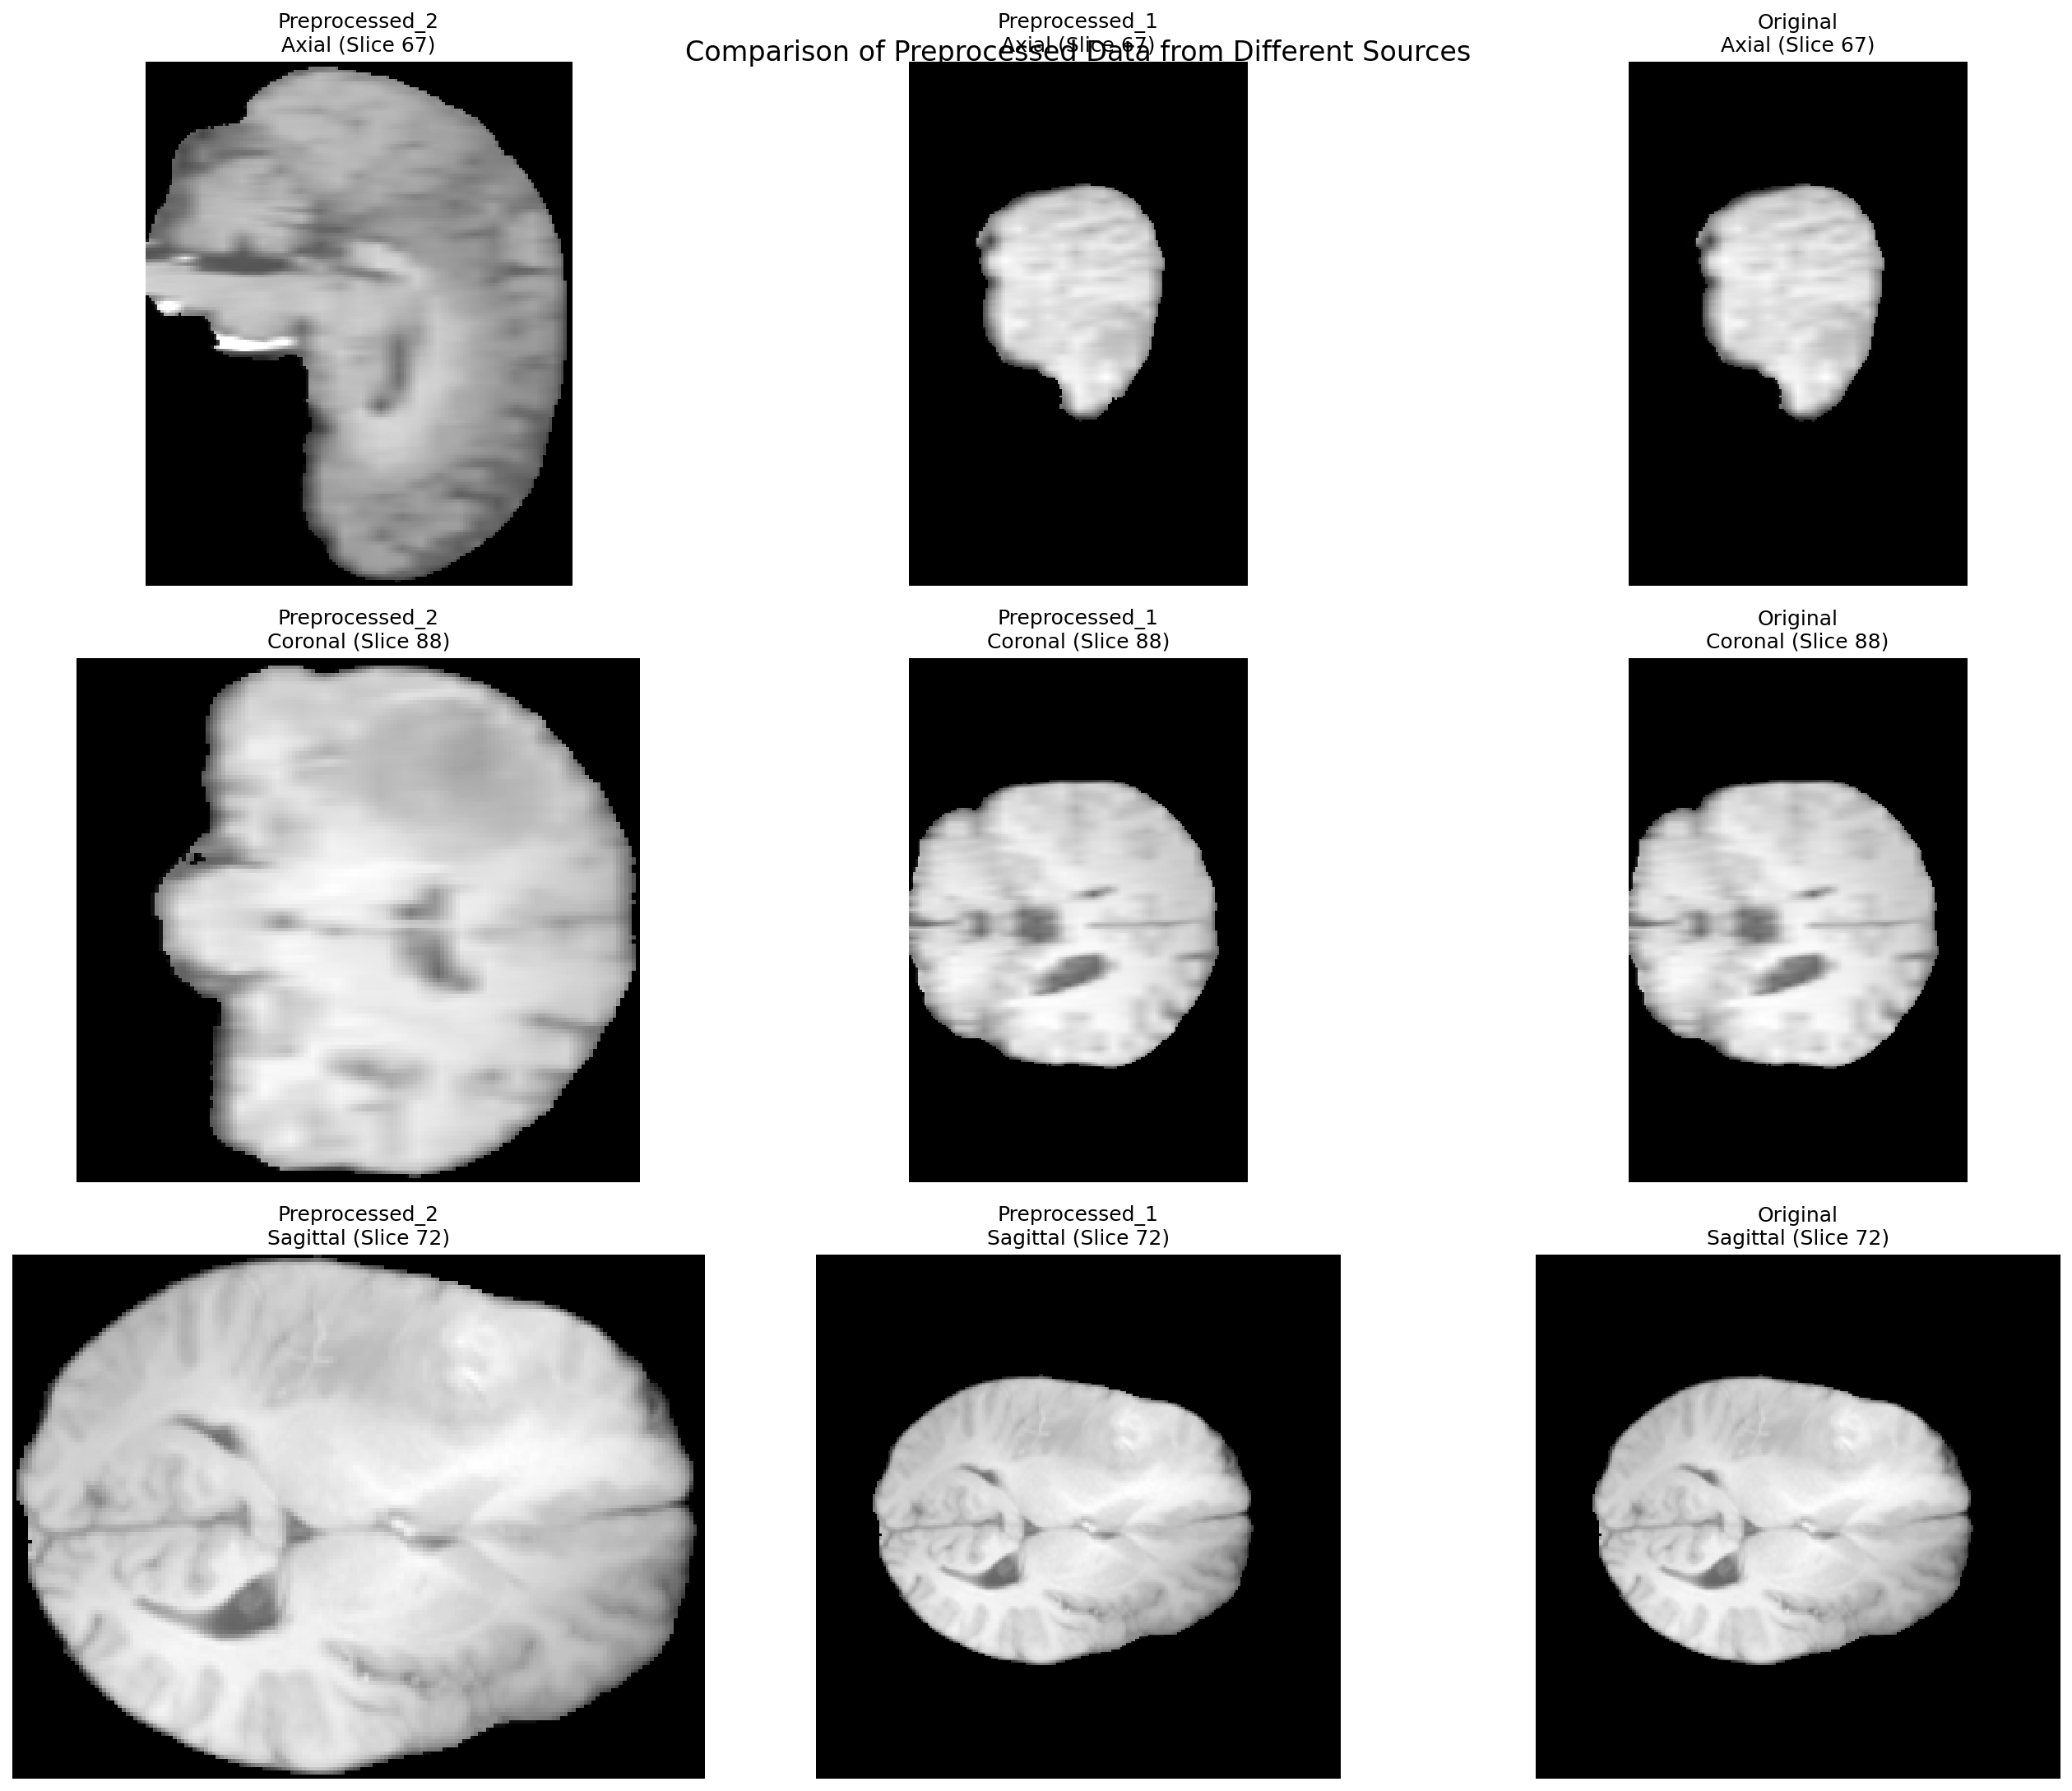 Preprocessed_2
Axial (Slice 67)
Preprocessed_1
Axial (Slice 67)
Original
Axial (Slice 67)
Comparison of Preprocessed Data from Different Sources
Preprocessed_2
Coronal (Slice 88)
Preprocessed_1
Coronal (Slice 88)
Original
Coronal (Slice 88)
Preprocessed_2
Sagittal (Slice 72)
Preprocessed_1
Sagittal (Slice 72)
Original
Sagittal (Slice 72)